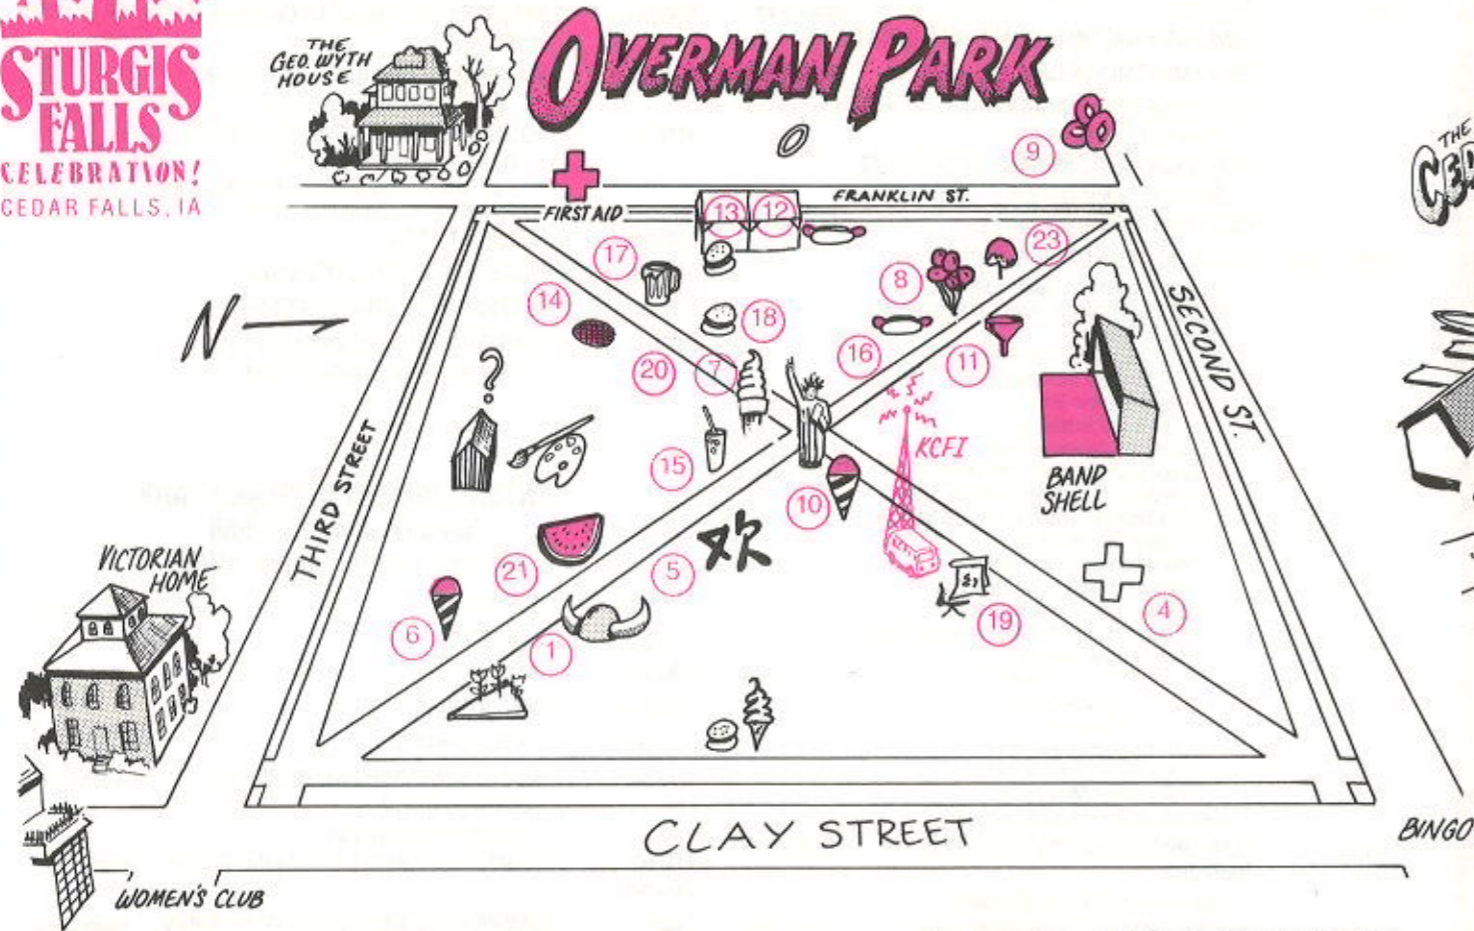 STURGIS
FALLS
CELEBRATION!
CEDAR FALLS, IA
THE
GEO. WYTH
HOUSE
OVERMAN PARK
9
THE
FIRST AID
13
12
FRANKLIN ST.
17
23
8
14
18
N
20
7
16
11
SECOND ST.
?
THIRD STREET
15
KCFI
10
BAND
SHELL
欢
21
5
VICTORIAN
HOME
6
1
19
4
CLAY STREET
BINGO
WOMEN'S CLUB